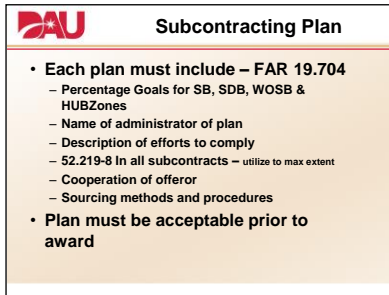 DAU
Subcontracting Plan
• Each plan must include – FAR 19.704
– Percentage Goals for SB, SDB, WOSB &
HUBZones
– Name of administrator of plan
– Description of efforts to comply
– 52.219-8 In all subcontracts – utilize to max extent
– Cooperation of offeror
– Sourcing methods and procedures
• Plan must be acceptable prior to
award